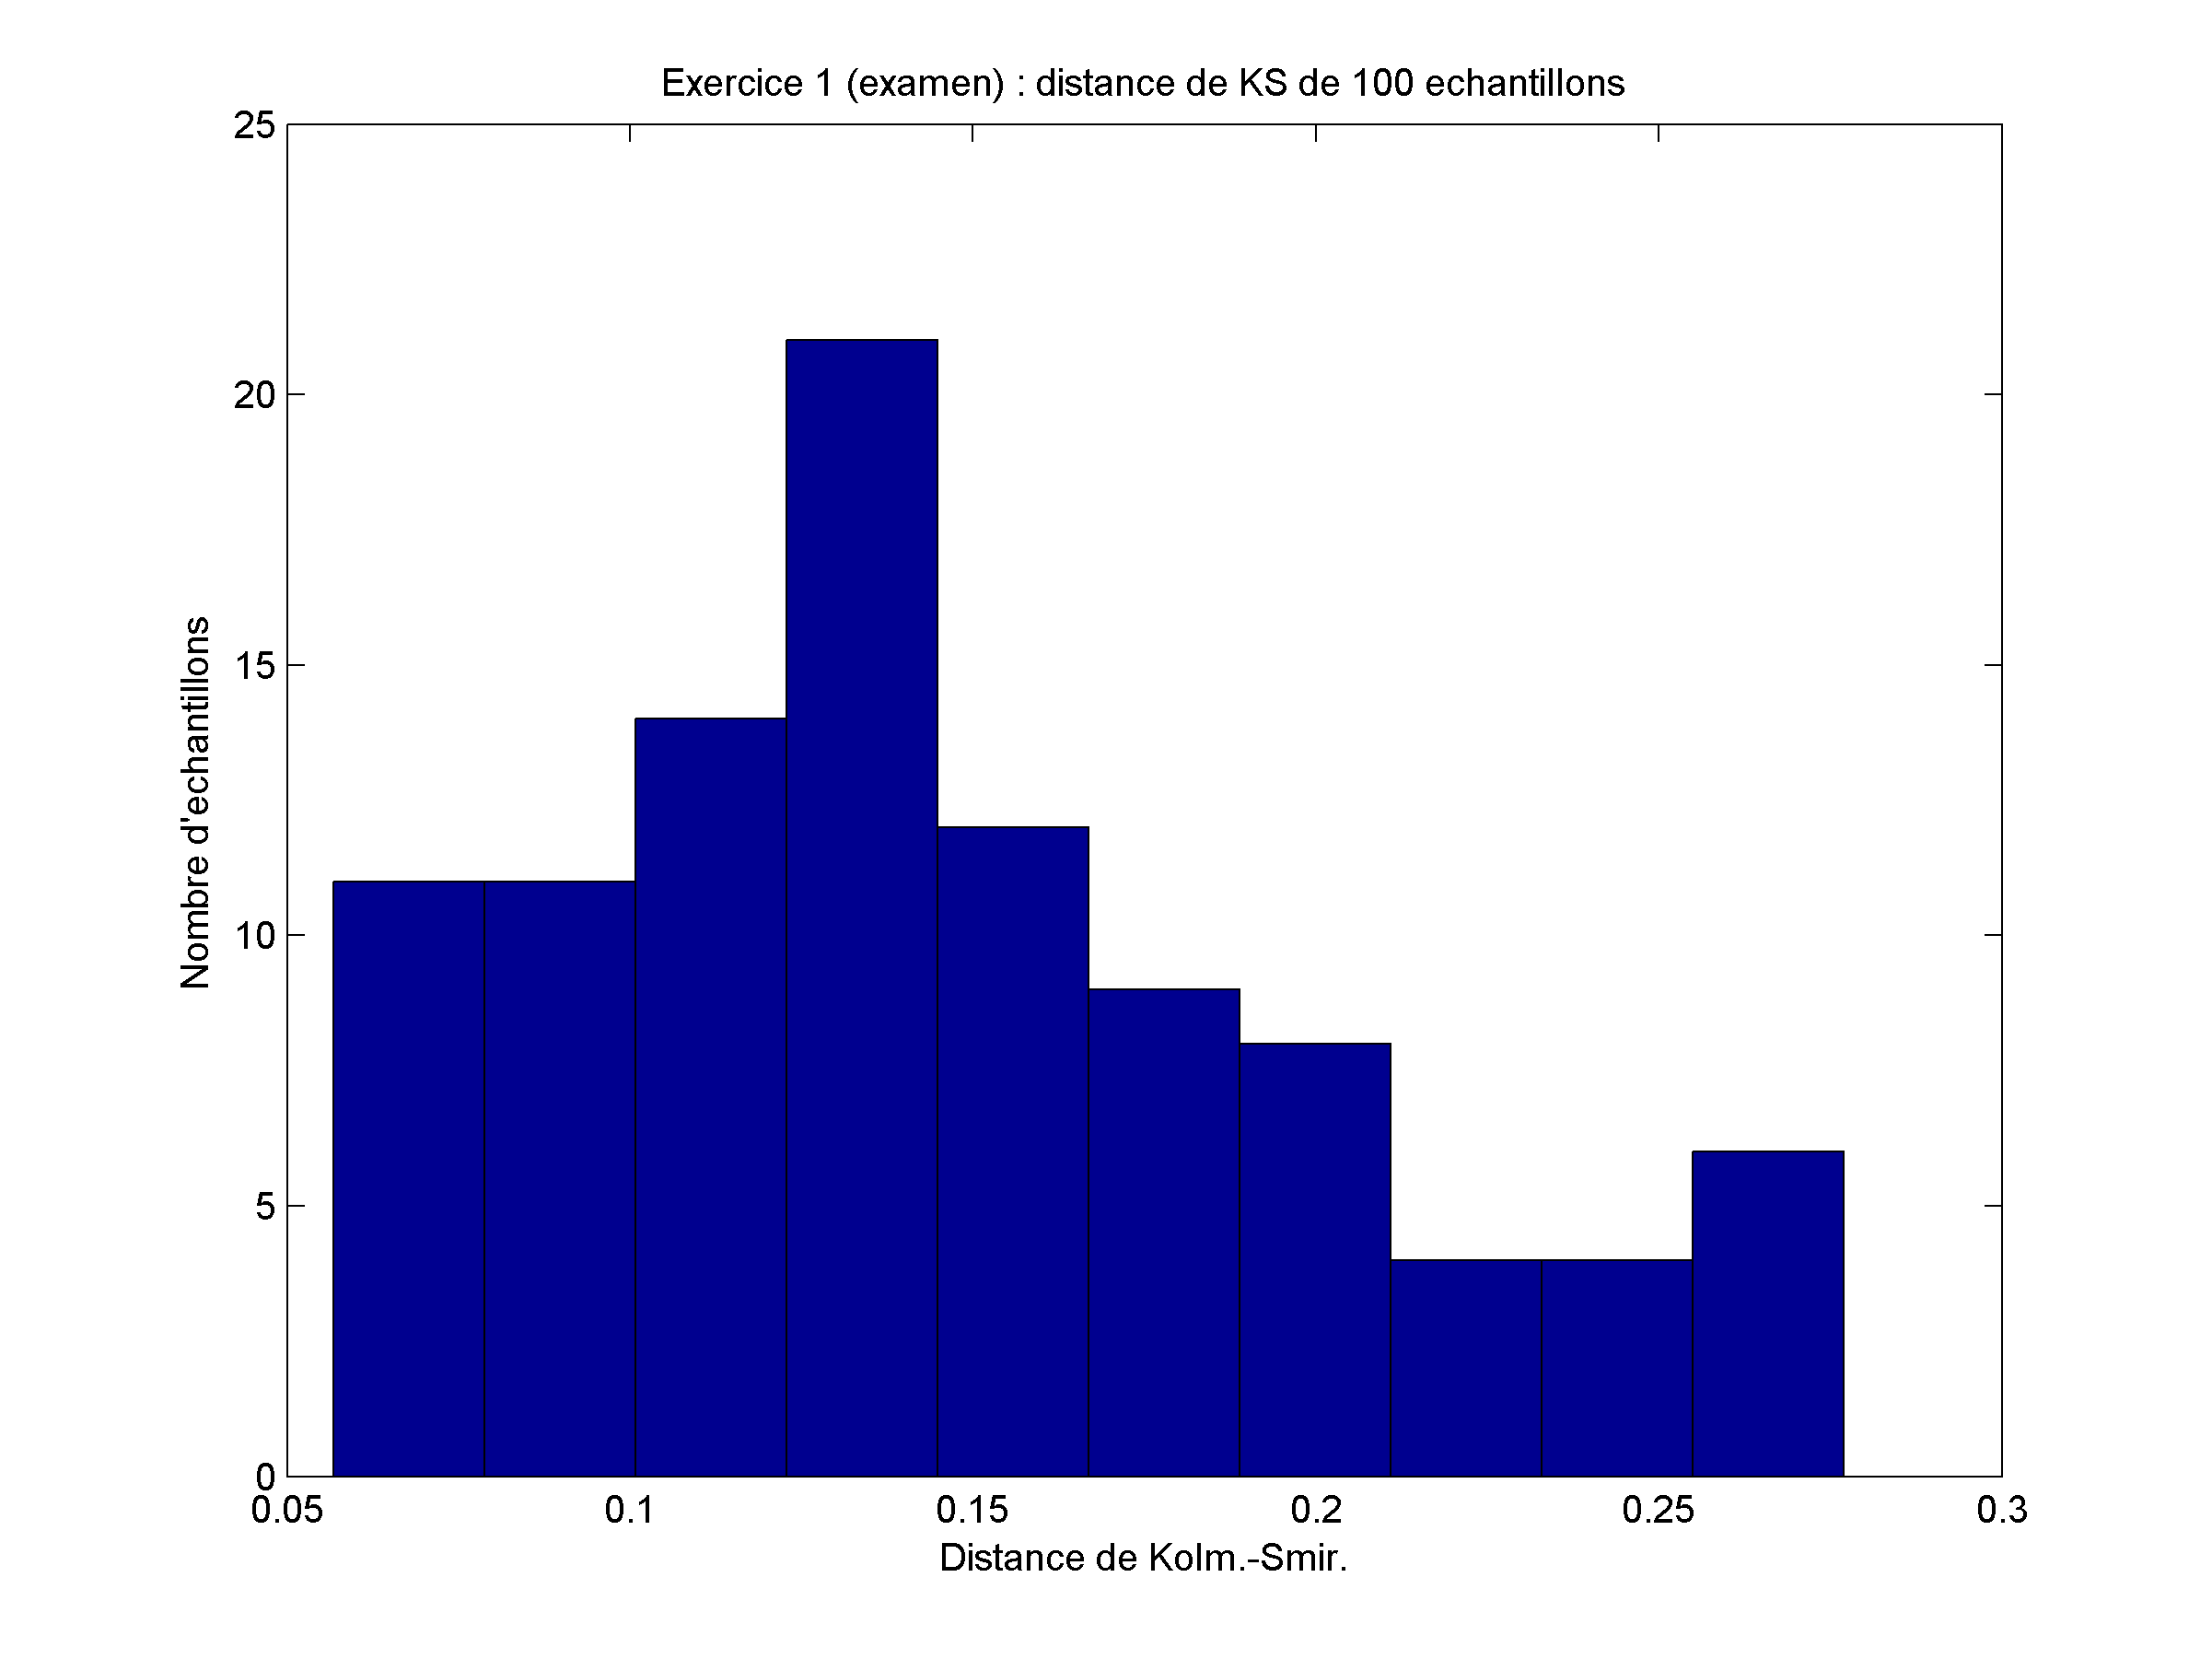 Exercice 1 (examen) : distance de KS de 100 echantillons
25
20
15
10
5
0
Nombre d'echantillons
0.05 0.1 0.15 0.2 0.25 0.3
Distance de Kolm.-Smir.